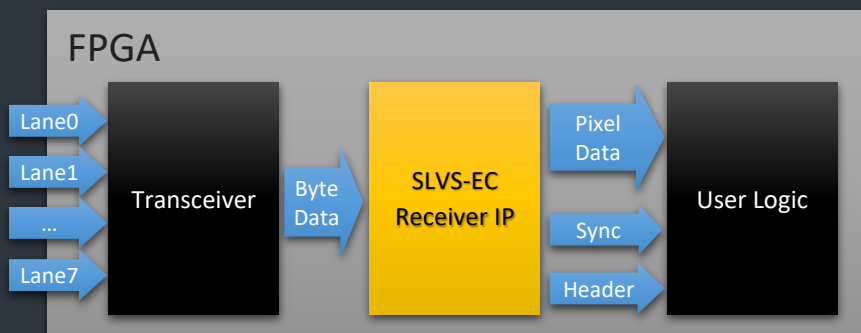 FPGA
Lane0
Lane1
...
Lane7
Transceiver
Byte
Data
SLVS-EC
Receiver IP
Pixel
Data
Sync
Header
User Logic